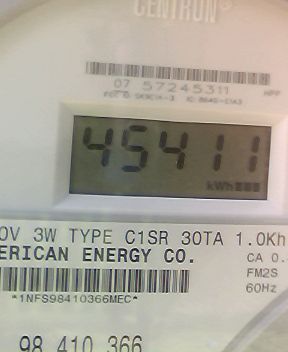 CENTRON®
07 57245311
45411
kWh
0V 3W TYPE C1SR 30TA 1.0Kh
ERICAN ENERGY CO.
CA 0.
FM2S
*1NFS98410366MEC*
60Hz
98 410 366